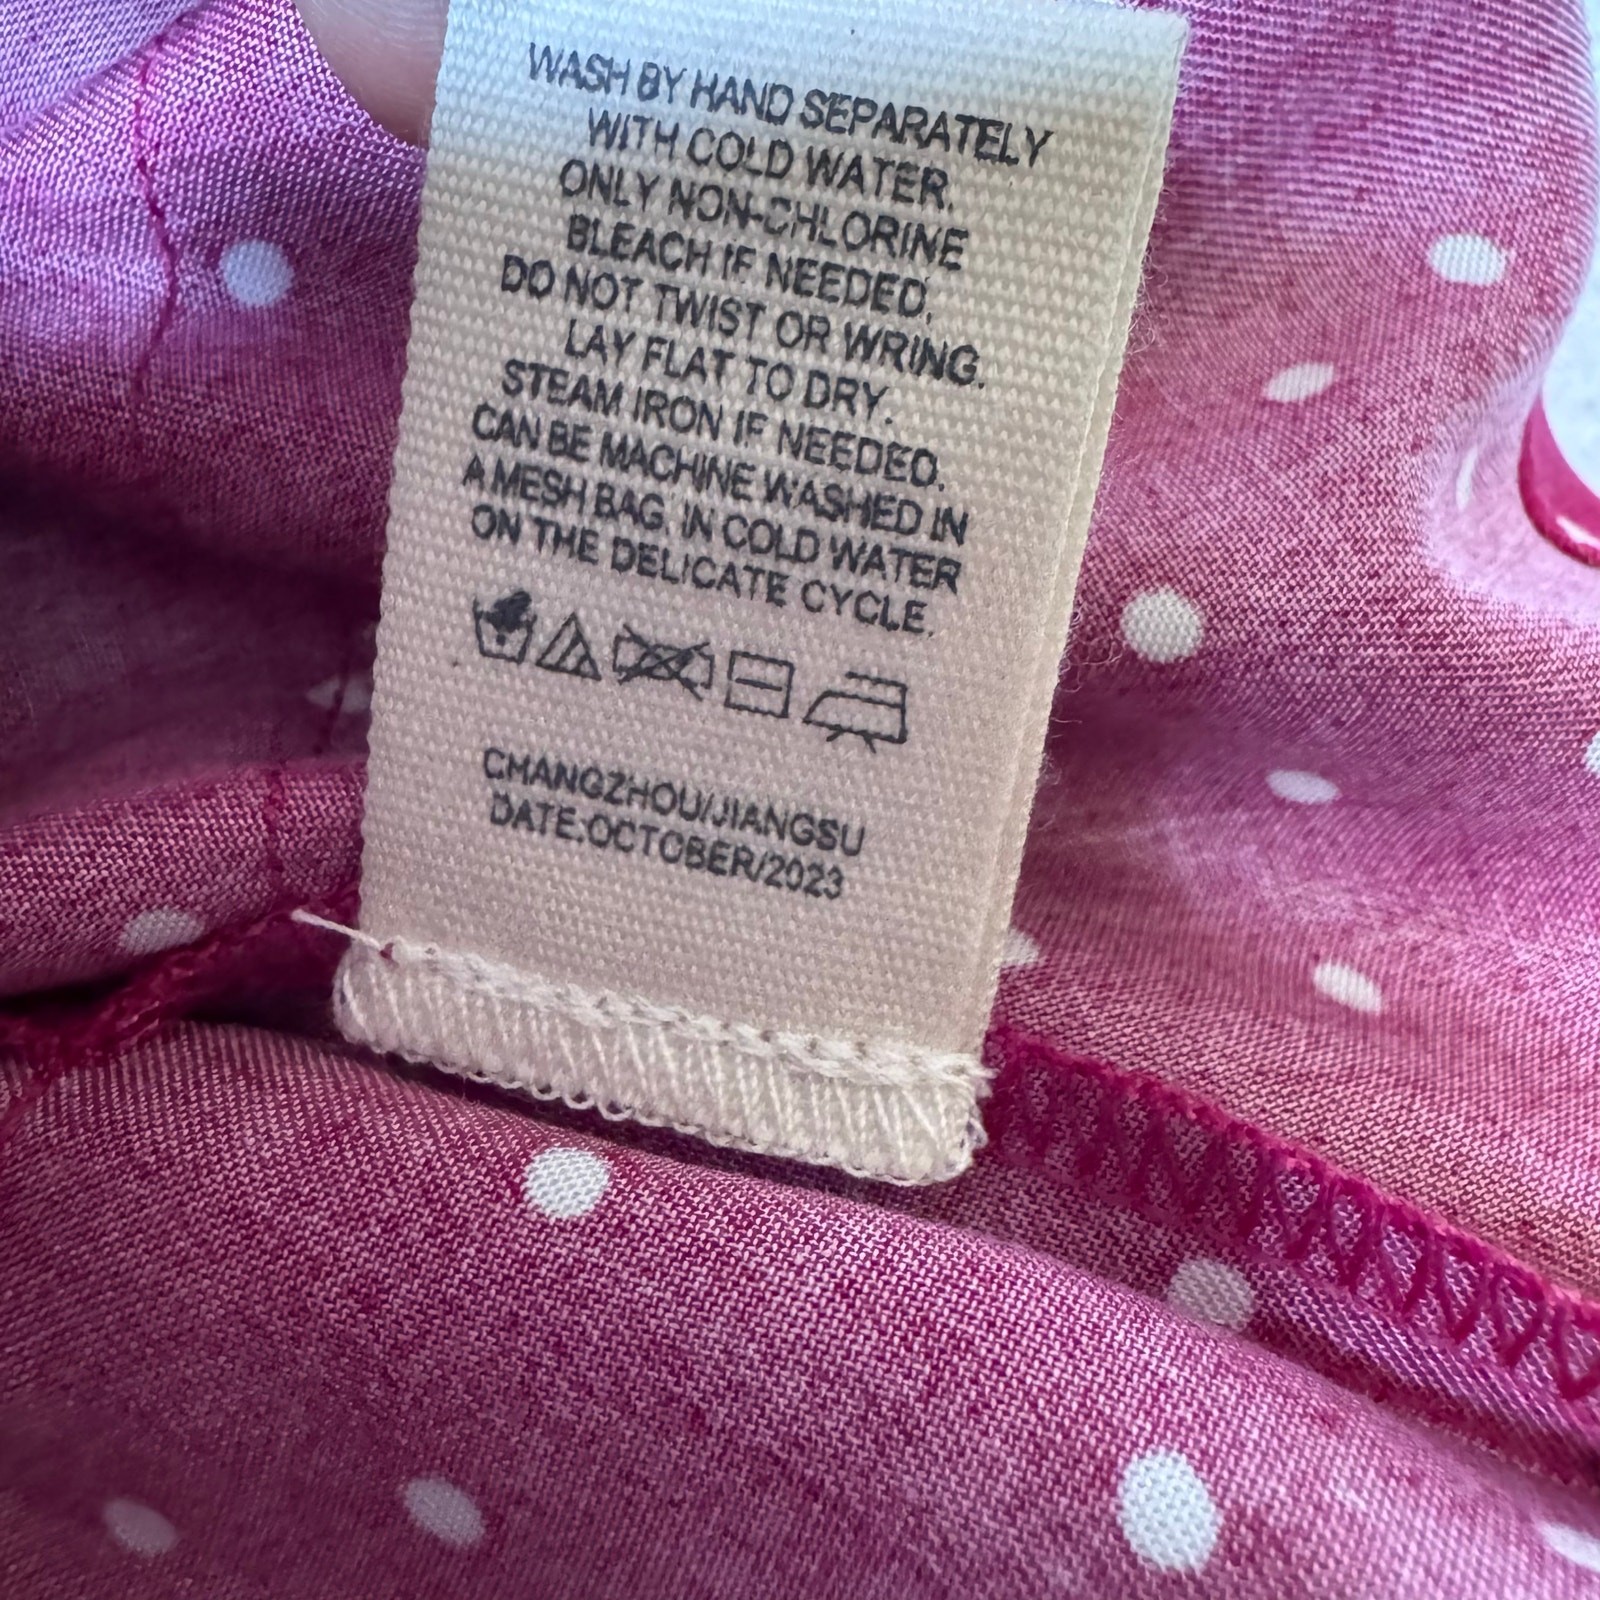 WASH BY HAND SEPARATELY
WITH COLD WATER.
ONLY NON-CHLORINE
BLEACH IF NEEDED.
DO NOT TWIST OR WRING.
LAY FLAT TO DRY.
STEAM IRON IF NEEDED.
CAN BE MACHINE WASHED IN
A MESH BAG, IN COLD WATER
ON THE DELICATE CYCLE.
CHANGZHOU/JIANGSU
DATE:OCTOBER/2023